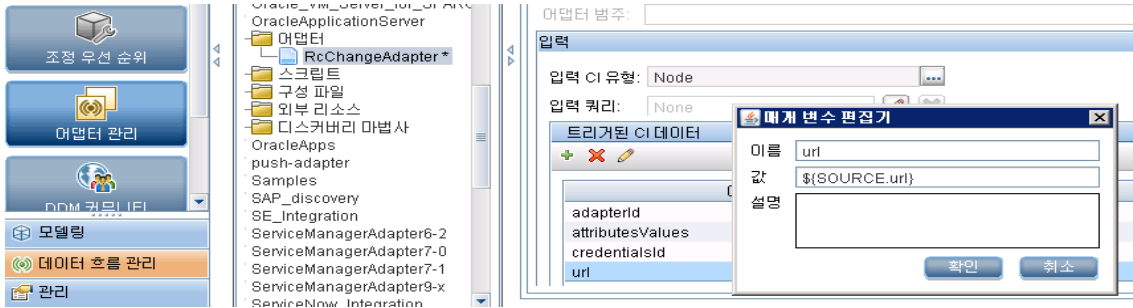 조정 우선 순위
어댑터 관리
모델링
데이터 흐름 관리
관리
OracleApplicationServer
어댑터
RcChangeAdapter *
스크립트
구성 파일
외부 리소스
디스커버리 마법사
OracleApps
push-adapter
Samples
SAP_discovery
SE_Integration
ServiceManagerAdapter6-2
ServiceManagerAdapter7-0
ServiceManagerAdapter7-1
ServiceManagerAdapter9-x
ServiceNow_Integration
어댑터 범주:
입력
입력 CI 유형: Node
입력 쿼리: None
트리거된 CI 데이터
adapterId
attributesValues
credentialsId
url
매개 변수 편집기
이름 url
값 ${SOURCE.url}
설명
확인 취소